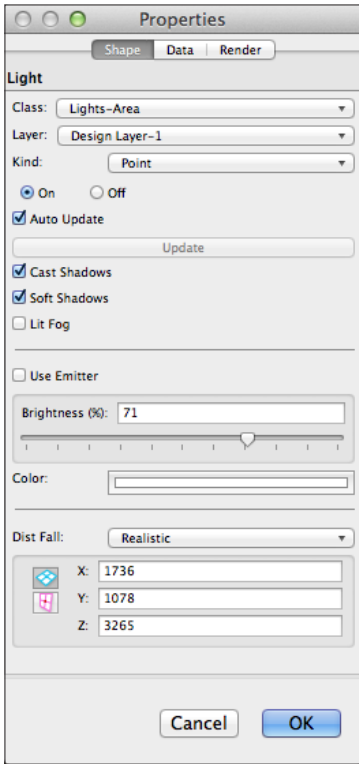 Properties
Shape Data Render
Light
Class: Lights-Area
Layer: Design Layer-1
Kind: Point
On Off
Auto Update
Update
Cast Shadows
Soft Shadows
Lit Fog
Use Emitter
Brightness (%): 71
Color:
Dist Fall: Realistic
X: 1736
Y: 1078
Z: 3265
Cancel OK